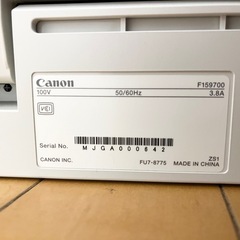 Canon F159700
100V 50/60Hz 3.8A
VCI
Serial No. MJGA000842
ZS1
CANON INC. FU7-8775 MADE IN CHINA